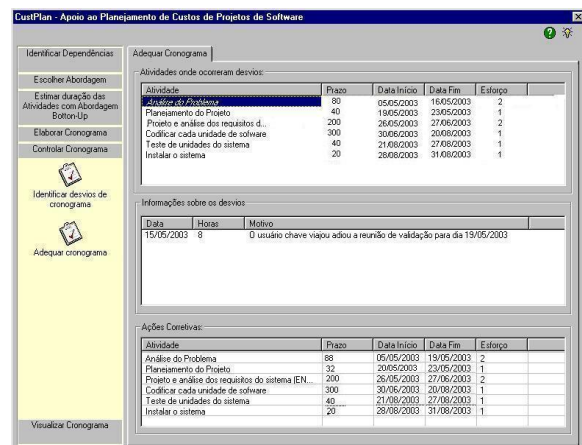 CustPlan - Apoio ao Planejamento de Custos de Projetos de Software
Identificar Dependências
Escolher Abordagem
Estimar duração das
Atividades com Abordagem
Botton-Up
Elaborar Cronograma
Controlar Cronograma
Identificar desvios de
cronograma
Adequar cronograma
Visualizar Cronograma
Adequar Cronograma
Atividades onde ocorreram desvios:
Atividade Prazo Data Início Data Fim Esforço
Análise do Problema 80 05/05/2003 16/05/2003 2
Planejamento do Projeto 40 19/05/2003 23/05/2003 1
Projeto e análise dos requisitos d... 200 26/05/2003 27/06/2003 2
Codificar cada unidade de sofware 300 30/06/2003 20/08/2003 1
Teste de unidades do sistema 40 21/08/2003 27/08/2003 1
Instalar o sistema 20 28/08/2003 31/08/2003 1
Informações sobre os desvios
Data Horas Motivo
15/05/2003 8 O usuário chave viajou adiou a reunião de validação para dia 19/05/2003
Ações Corretivas:
Atividade Prazo Data Início Data Fim Esforço
Análise do Problema 88 05/05/2003 19/05/2003 2
Planejamento do Projeto 32 20/05/2003 23/05/2003 1
Projeto e análise dos requisitos do sistema (EN... 200 26/05/2003 27/06/2003 2
Codificar cada unidade de sofware 300 30/06/2003 20/08/2003 1
Teste de unidades do sistema 40 21/08/2003 27/08/2003 1
Instalar o sistema 20 28/08/2003 31/08/2003 1